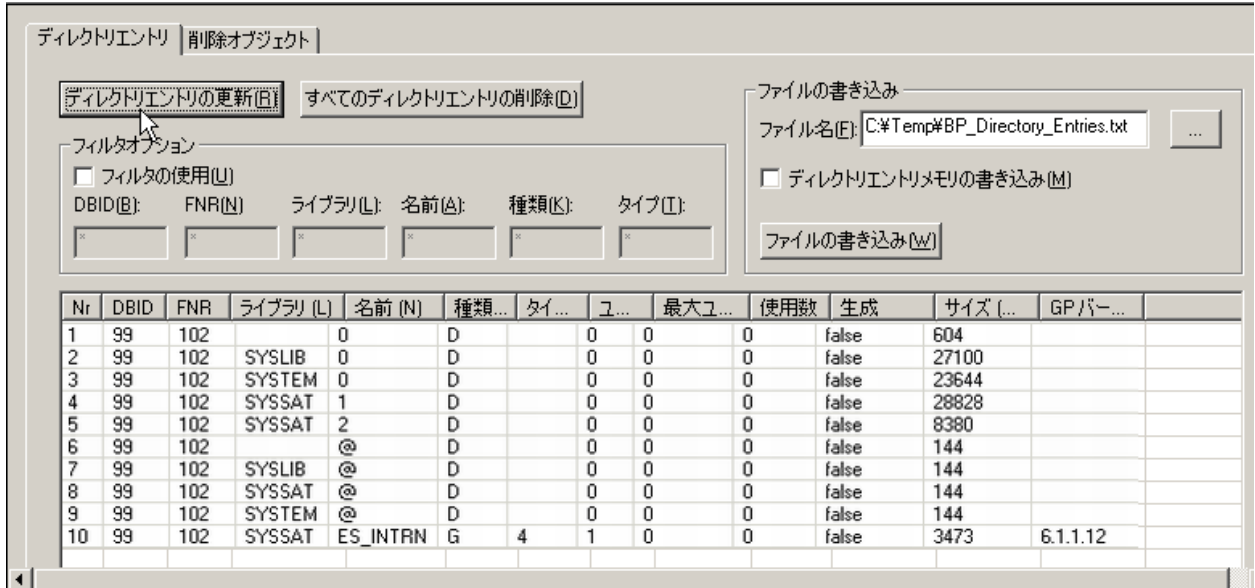 ディレクトリエントリ 削除オブジェクト
ディレクトリエントリの更新(R) すべてのディレクトリエントリの削除(D)
フィルタオプション
フィルタの使用(U)
DBID(B): FNR(N) ライブラリ(L): 名前(A): 種類(K): タイプ(T):
* * * * * *
ファイルの書き込み
ファイル名(F): C:¥Temp¥BP_Directory_Entries.txt ...
ディレクトリエントリメモリの書き込み(M)
ファイルの書き込み(W)
Nr DBID FNR ライブラリ (L) 名前 (N) 種類... タイ... ユ... 最大ユ... 使用数 生成 サイズ (... GP バー...
1 99 102 0 D 0 0 0 false 604
2 99 102 SYSLIB 0 D 0 0 0 false 27100
3 99 102 SYSTEM 0 D 0 0 0 false 23644
4 99 102 SYSSAT 1 D 0 0 0 false 28828
5 99 102 SYSSAT 2 D 0 0 0 false 8380
6 99 102 @ D 0 0 0 false 144
7 99 102 SYSLIB @ D 0 0 0 false 144
8 99 102 SYSSAT @ D 0 0 0 false 144
9 99 102 SYSTEM @ D 0 0 0 false 144
10 99 102 SYSSAT ES_INTRN G 4 1 0 0 false 3473 6.1.1.12